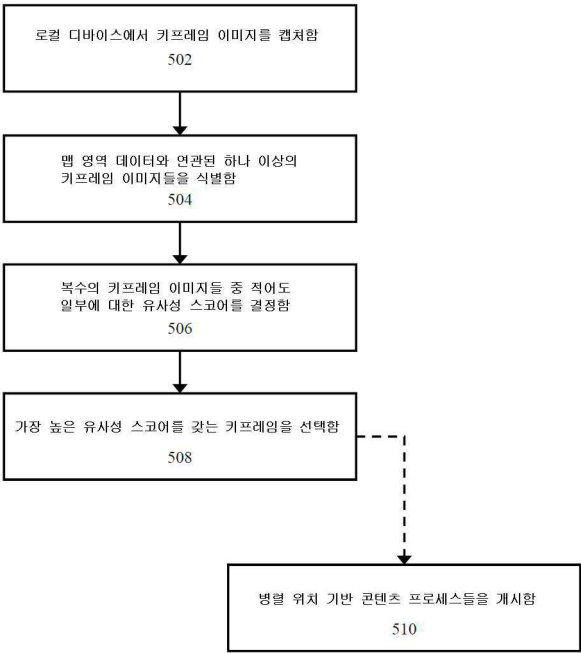 로컬 디바이스에서 키프레임 이미지를 캡처함
502
맵 영역 데이터와 연관된 하나 이상의
키프레임 이미지들을 식별함
504
복수의 키프레임 이미지들 중 적어도
일부에 대한 유사성 스코어를 결정함
506
가장 높은 유사성 스코어를 갖는 키프레임을 선택함
508
병렬 위치 기반 콘텐츠 프로세스들을 개시함
510